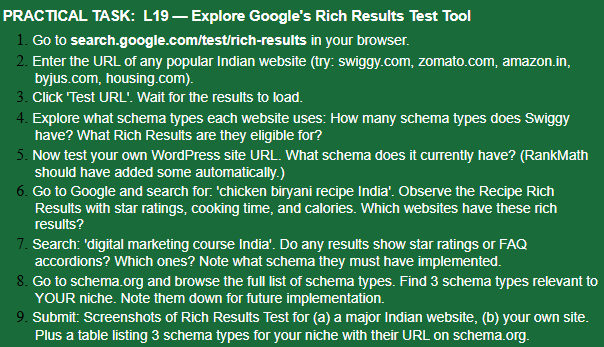 PRACTICAL TASK:  L19 — Explore Google's Rich Results Test Tool
1. Go to search.google.com/test/rich-results in your browser.
2. Enter the URL of any popular Indian website (try: swiggy.com, zomato.com, amazon.in,
byjus.com, housing.com).
3. Click 'Test URL'. Wait for the results to load.
4. Explore what schema types each website uses: How many schema types does Swiggy
have? What Rich Results are they eligible for?
5. Now test your own WordPress site URL. What schema does it currently have? (RankMath
should have added some automatically.)
6. Go to Google and search for: 'chicken biryani recipe India'. Observe the Recipe Rich
Results with star ratings, cooking time, and calories. Which websites have these rich
results?
7. Search: 'digital marketing course India'. Do any results show star ratings or FAQ
accordions? Which ones? Note what schema they must have implemented.
8. Go to schema.org and browse the full list of schema types. Find 3 schema types relevant to
YOUR niche. Note them down for future implementation.
9. Submit: Screenshots of Rich Results Test for (a) a major Indian website, (b) your own site.
Plus a table listing 3 schema types for your niche with their URL on schema.org.